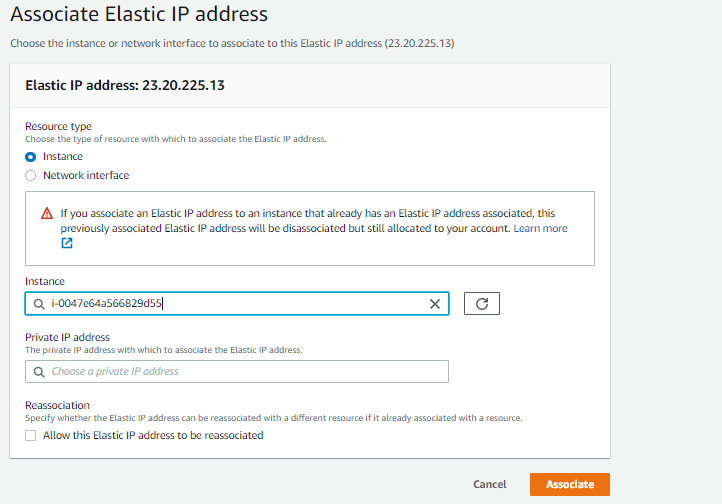 Associate Elastic IP address
Choose the instance or network interface to associate to this Elastic IP address (23.20.225.13)
Elastic IP address: 23.20.225.13
Resource type
Choose the type of resource with which to associate the Elastic IP address.
Instance
Network interface
If you associate an Elastic IP address to an instance that already has an Elastic IP address associated, this
previously associated Elastic IP address will be disassociated but still allocated to your account. Learn more
Instance
i-0047e64a566829d55
Private IP address
The private IP address with which to associate the Elastic IP address.
Choose a private IP address
Reassociation
Specify whether the Elastic IP address can be reassociated with a different resource if it already associated with a resource.
Allow this Elastic IP address to be reassociated
Cancel
Associate